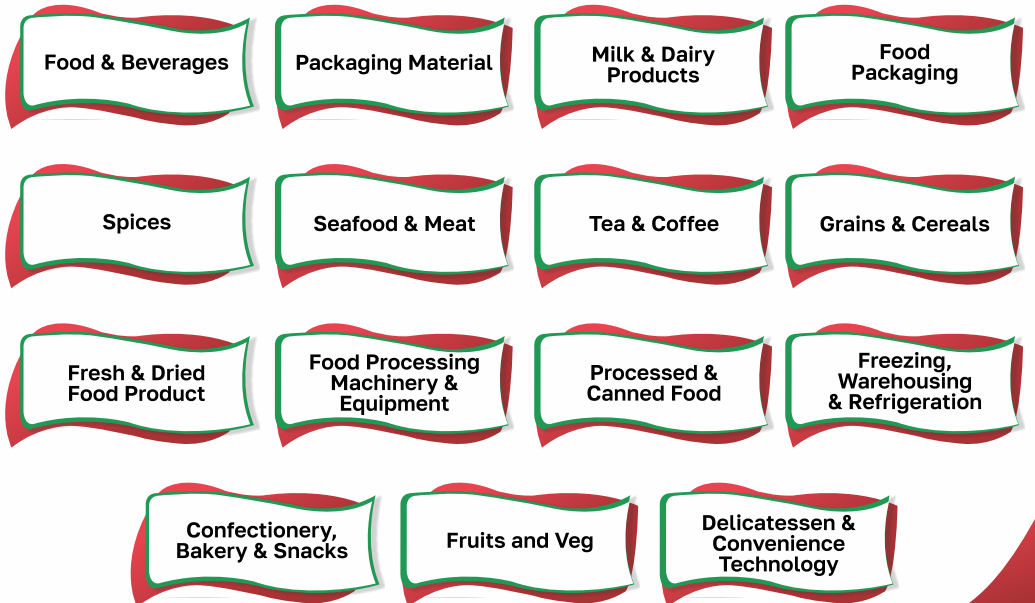 Food & Beverages
Packaging Material
Milk & Dairy
Products
Food
Packaging
Spices
Seafood & Meat
Tea & Coffee
Grains & Cereals
Fresh & Dried
Food Product
Food Processing
Machinery &
Equipment
Processed &
Canned Food
Freezing,
Warehousing
& Refrigeration
Confectionery,
Bakery & Snacks
Fruits and Veg
Delicatessen &
Convenience
Technology